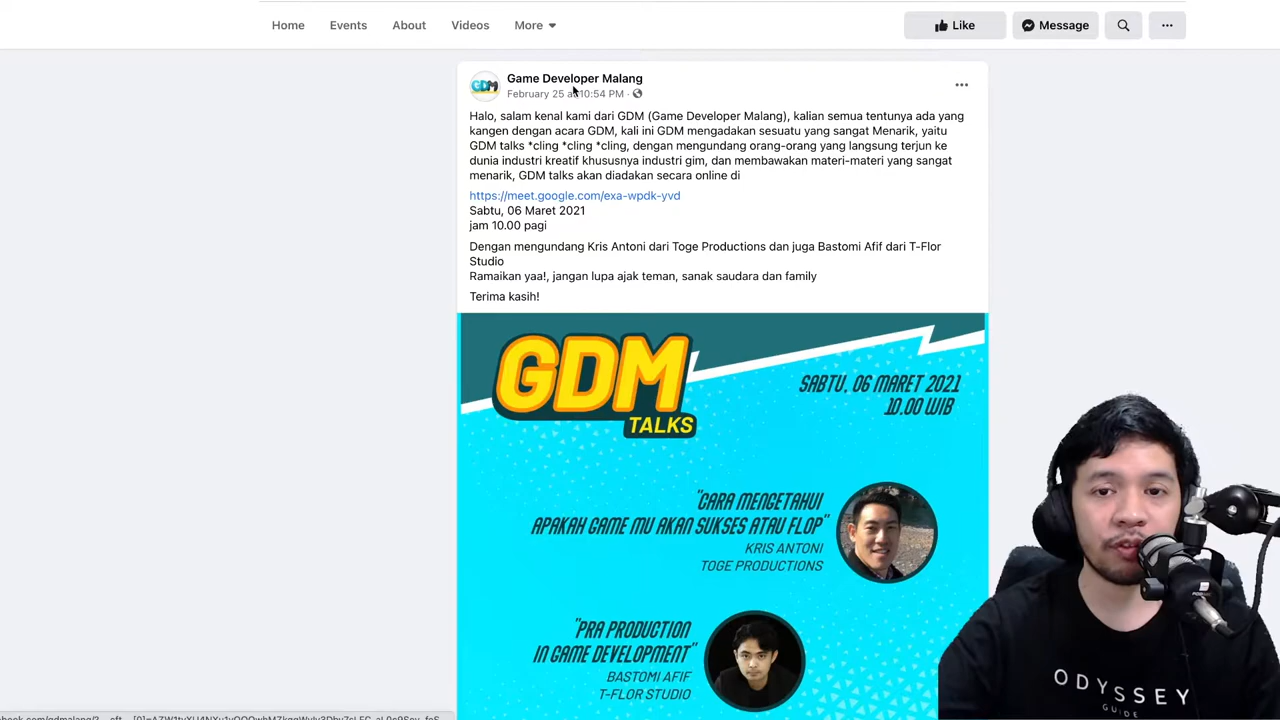 Home Events About Videos More Like Message
GDM
Game Developer Malang
February 25 at 10:54 PM ·
Halo, salam kenal kami dari GDM (Game Developer Malang), kalian semua tentunya ada yang
kangen dengan acara GDM, kali ini GDM mengadakan sesuatu yang sangat Menarik, yaitu
GDM talks *cling *cling *cling, dengan mengundang orang-orang yang langsung terjun ke
dunia industri kreatif khususnya industri gim, dan membawakan materi-materi yang sangat
menarik, GDM talks akan diadakan secara online di
https://meet.google.com/exa-wpdk-yvd
Sabtu, 06 Maret 2021
jam 10.00 pagi
Dengan mengundang Kris Antoni dari Toge Productions dan juga Bastomi Afif dari T-Flor
Studio
Ramaikan yaa!, jangan lupa ajak teman, sanak saudara dan family
Terima kasih!
GDM
TALKS
SABTU, 06 MARET 2021
10.00 WIB
"CARA MENGETAHUI
APAKAH GAME MU AKAN SUKSES ATAU FLOP"
KRIS ANTONI
TOGE PRODUCTIONS
"PRA PRODUCTION
IN GAME DEVELOPMENT"
BASTOMI AFIF
T-FLOR STUDIO
ODYSSEY
GUIDE